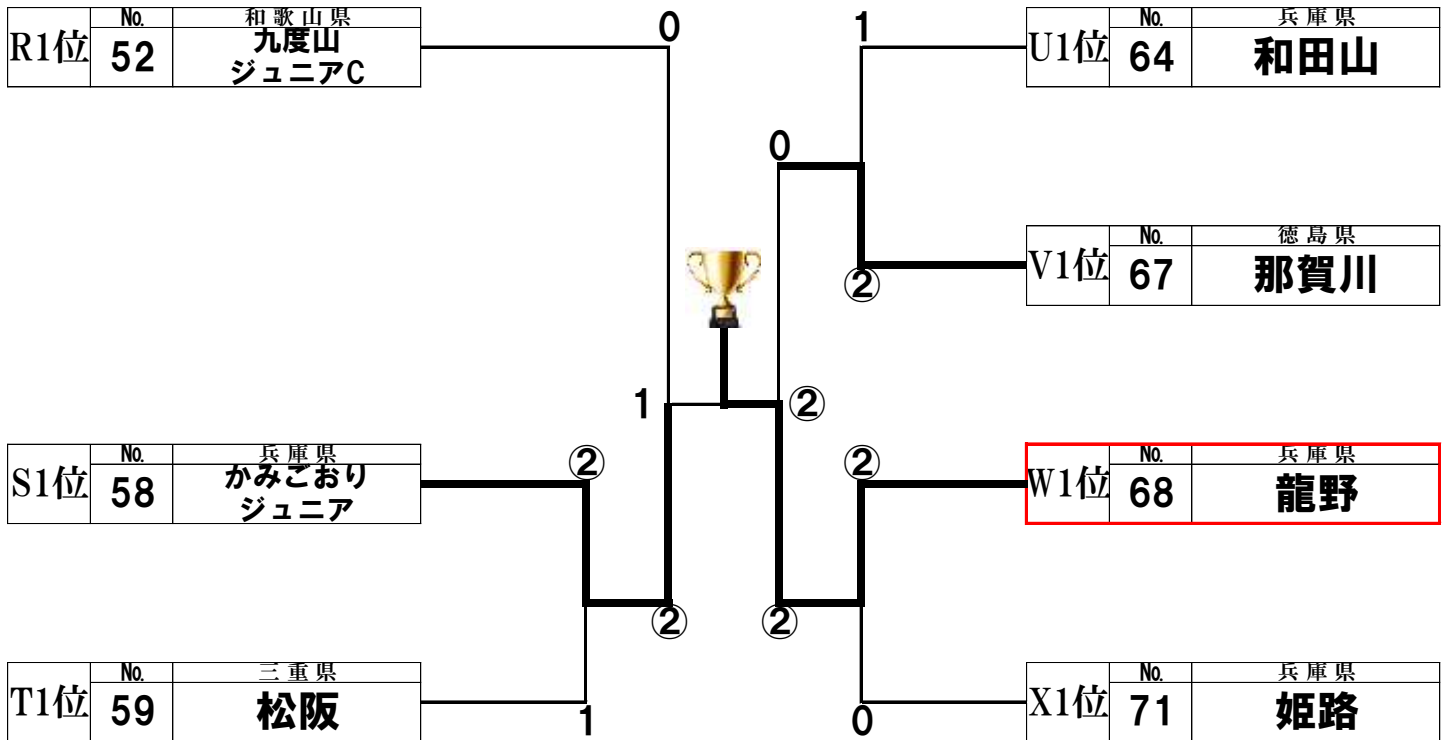 R1位 No. 52 和歌山県
九度山
ジュニアC
0
1
U1位 No. 64 兵庫県
和田山
0
V1位 No. 67 徳島県
那賀川
②
1
②
S1位 No. 58 兵庫県
かみごおり
ジュニア
②
②
W1位 No. 68 兵庫県
龍野
②
②
T1位 No. 59 三重県
松阪
1
0
X1位 No. 71 兵庫県
姫路